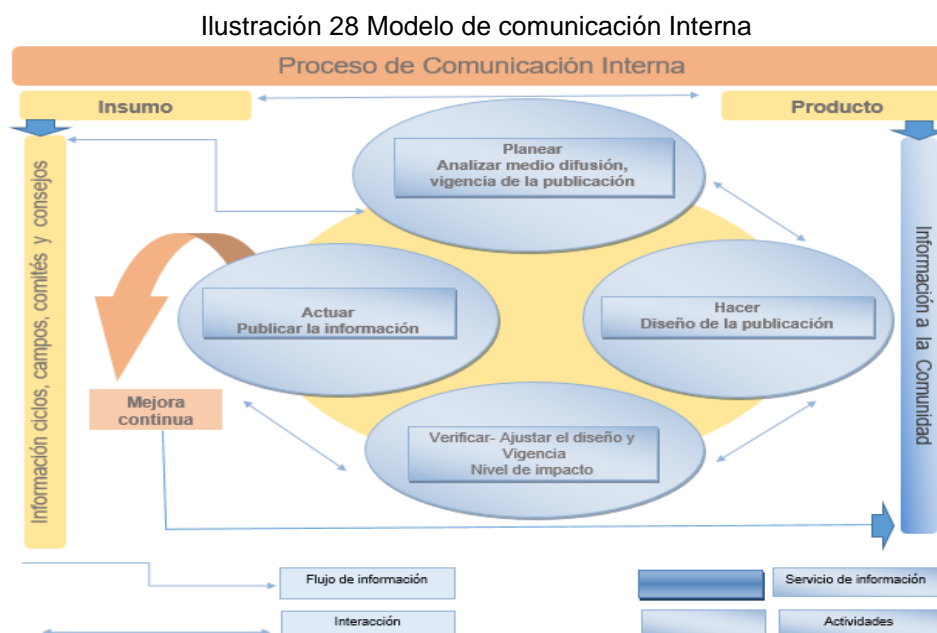 Ilustración 28 Modelo de comunicación Interna
Proceso de Comunicación Interna
Insumo
Producto
Información ciclos, campos, comités y consejos
Planear
Analizar medio difusión,
vigencia de la publicación
Actuar
Publicar la información
Hacer
Diseño de la publicación
Información a la Comunidad
Mejora
continua
Verificar- Ajustar el diseño y
Vigencia
Nivel de impacto
Flujo de información
Servicio de información
Interacción
Actividades